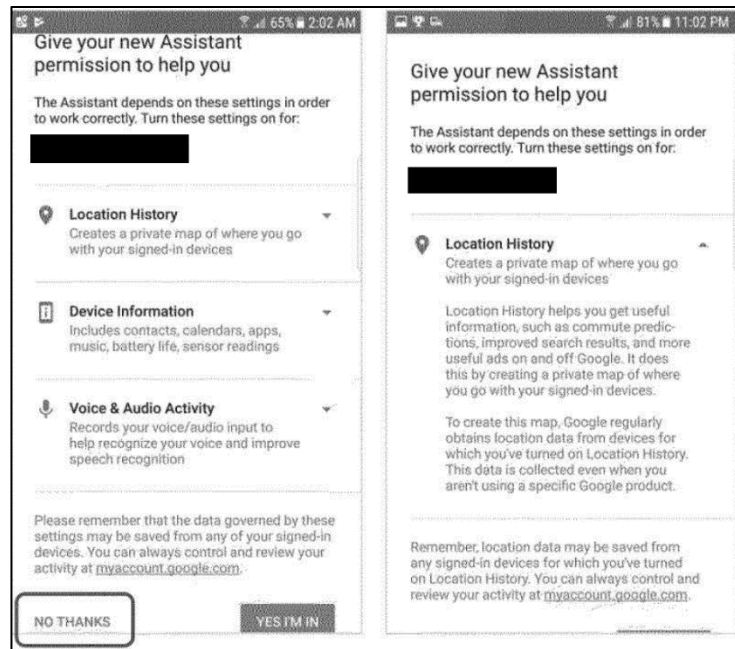 65% 2:02 AM
Give your new Assistant
permission to help you
The Assistant depends on these settings in order
to work correctly. Turn these settings on for:
Location History
Creates a private map of where you go
with your signed-in devices
Device Information
Includes contacts, calendars, apps,
music, battery life, sensor readings
Voice & Audio Activity
Records your voice/audio input to
help recognize your voice and improve
speech recognition
Please remember that the data governed by these
settings may be saved from any of your signed-in
devices. You can always control and review your
activity at myaccount.google.com.
NO THANKS
YES I'M IN
81% 11:02 PM
Give your new Assistant
permission to help you
The Assistant depends on these settings in order
to work correctly. Turn these settings on for:
Location History
Creates a private map of where you go
with your signed-in devices
Location History helps you get useful
information, such as commute predic-
tions, improved search results, and more
useful ads on and off Google. It does
this by creating a private map of where
you go with your signed-in devices.
To create this map, Google regularly
obtains location data from devices for
which you've turned on Location History.
This data is collected even when you
aren't using a specific Google product.
Remember, location data may be saved from
any signed-in devices for which you've turned
on Location History. You can always control and
review your activity at myaccount.google.com.